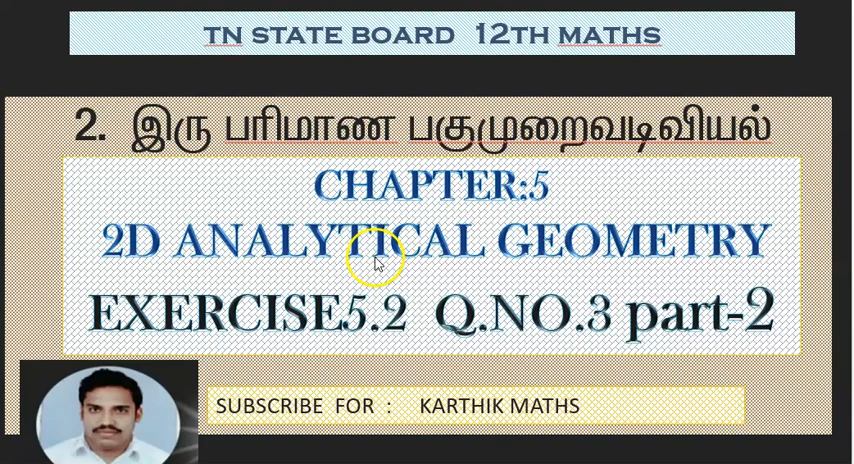 TN STATE BOARD 12TH MATHS
2. இரு பரிமாண பகுமுறைவடிவியல்
CHAPTER:5
2D ANALYTICAL GEOMETRY
EXERCISE5.2 Q.NO.3 part-2
SUBSCRIBE FOR : KARTHIK MATHS